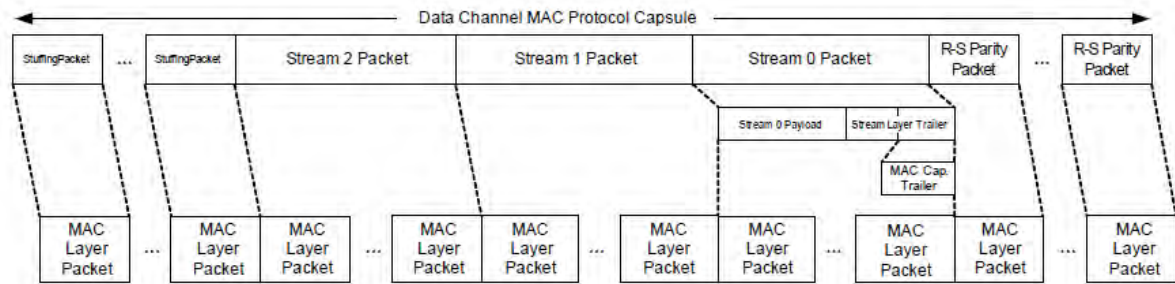 Data Channel MAC Protocol Capsule
StuffingPacket ... StuffingPacket Stream 2 Packet Stream 1 Packet Stream 0 Packet R-S Parity Packet ... R-S Parity Packet
Stream 0 Payload Stream Layer Trailer
MAC Cap. Trailer
MAC Layer Packet ... MAC Layer Packet MAC Layer Packet ... MAC Layer Packet MAC Layer Packet ... MAC Layer Packet MAC Layer Packet ... MAC Layer Packet MAC Layer Packet ... MAC Layer Packet